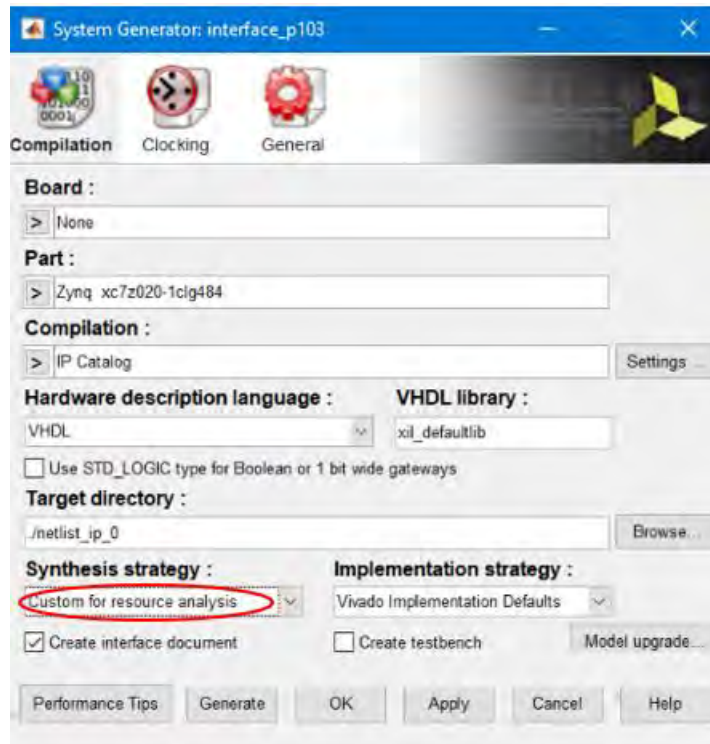 System Generator: interface_p103
Compilation Clocking General
Board :
> None
Part :
> Zynq xc7z020-1clg484
Compilation :
> IP Catalog Settings ...
Hardware description language : VHDL library :
VHDL xil_defaultlib
Use STD_LOGIC type for Boolean or 1 bit wide gateways
Target directory :
./netlist_ip_0 Browse...
Synthesis strategy : Implementation strategy :
Custom for resource analysis Vivado Implementation Defaults
Create interface document Create testbench Model upgrade...
Performance Tips Generate OK Apply Cancel Help